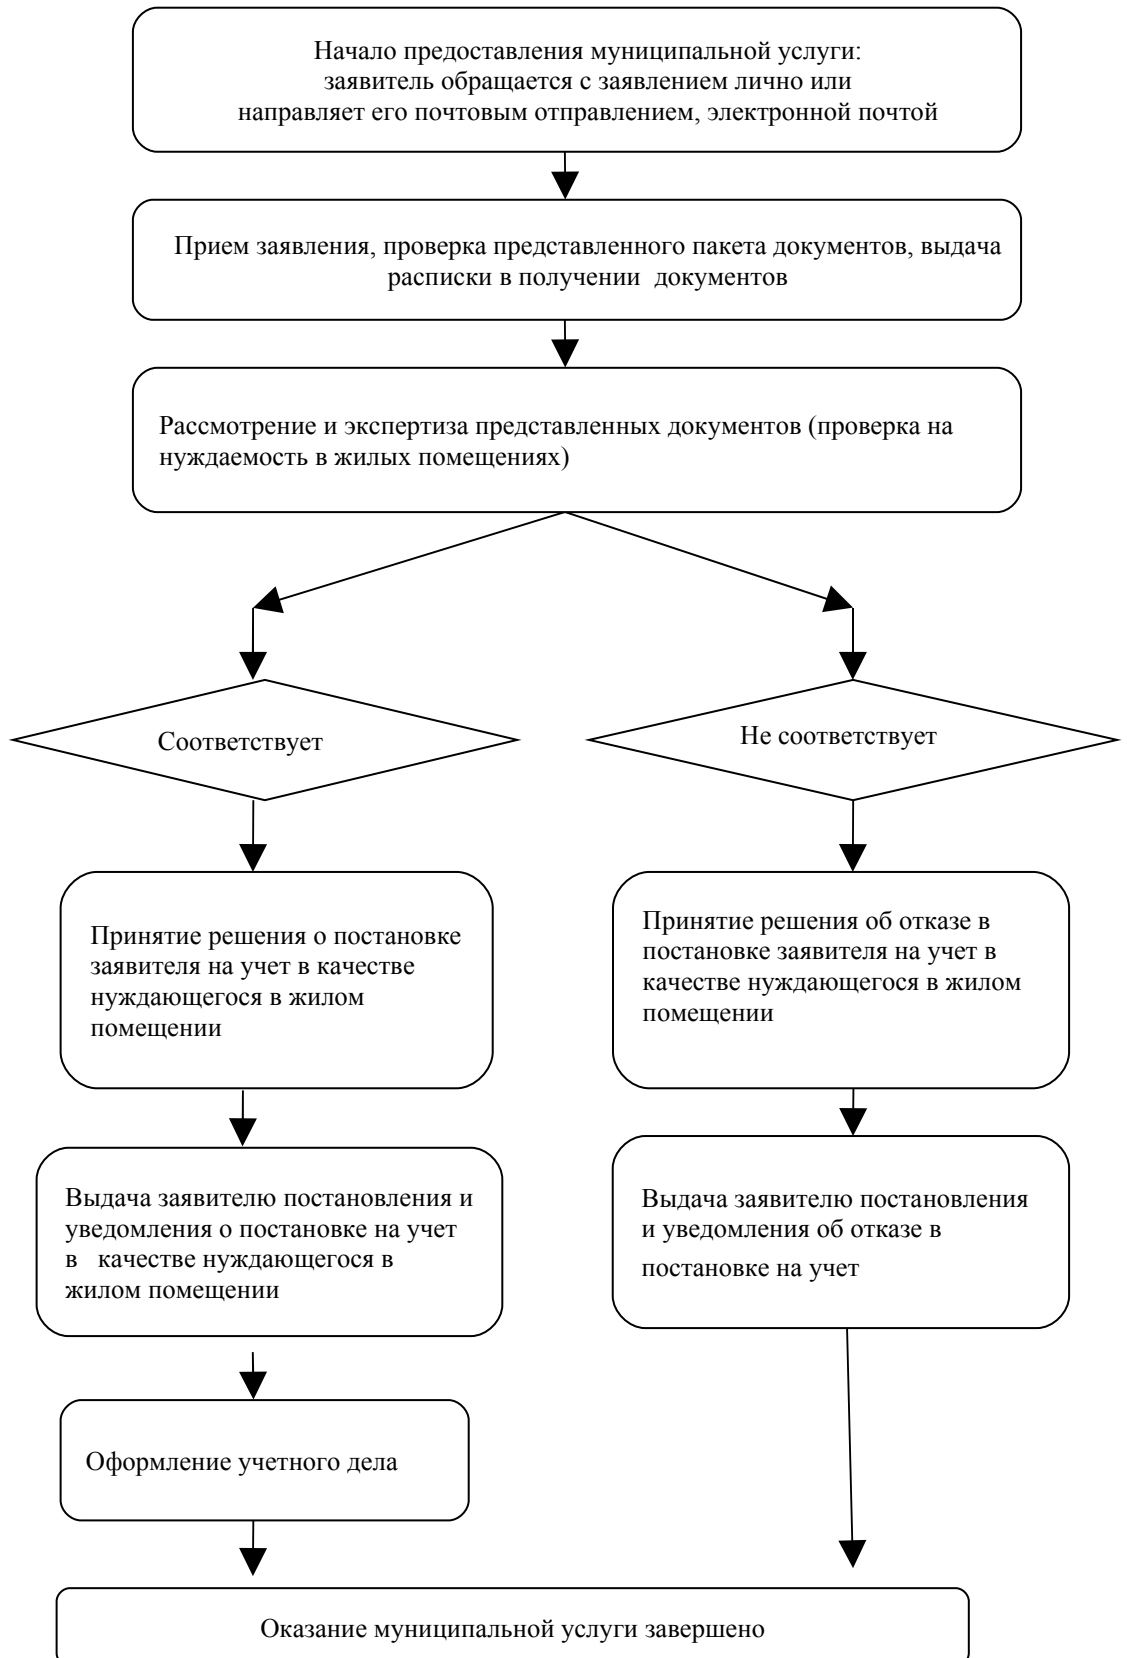 Начало предоставления муниципальной услуги:
заявитель обращается с заявлением лично или
направляет его почтовым отправлением, электронной почтой
Прием заявления, проверка представленного пакета документов, выдача
расписки в получении документов
Рассмотрение и экспертиза представленных документов (проверка на
нуждаемость в жилых помещениях)
Соответствует
Не соответствует
Принятие решения о постановке
заявителя на учет в качестве
нуждающегося в жилом
помещении
Принятие решения об отказе в
постановке заявителя на учет в
качестве нуждающегося в жилом
помещении
Выдача заявителю постановления и
уведомления о постановке на учет
в качестве нуждающегося в
жилом помещении
Выдача заявителю постановления
и уведомления об отказе в
постановке на учет
Оформление учетного дела
Оказание муниципальной услуги завершено